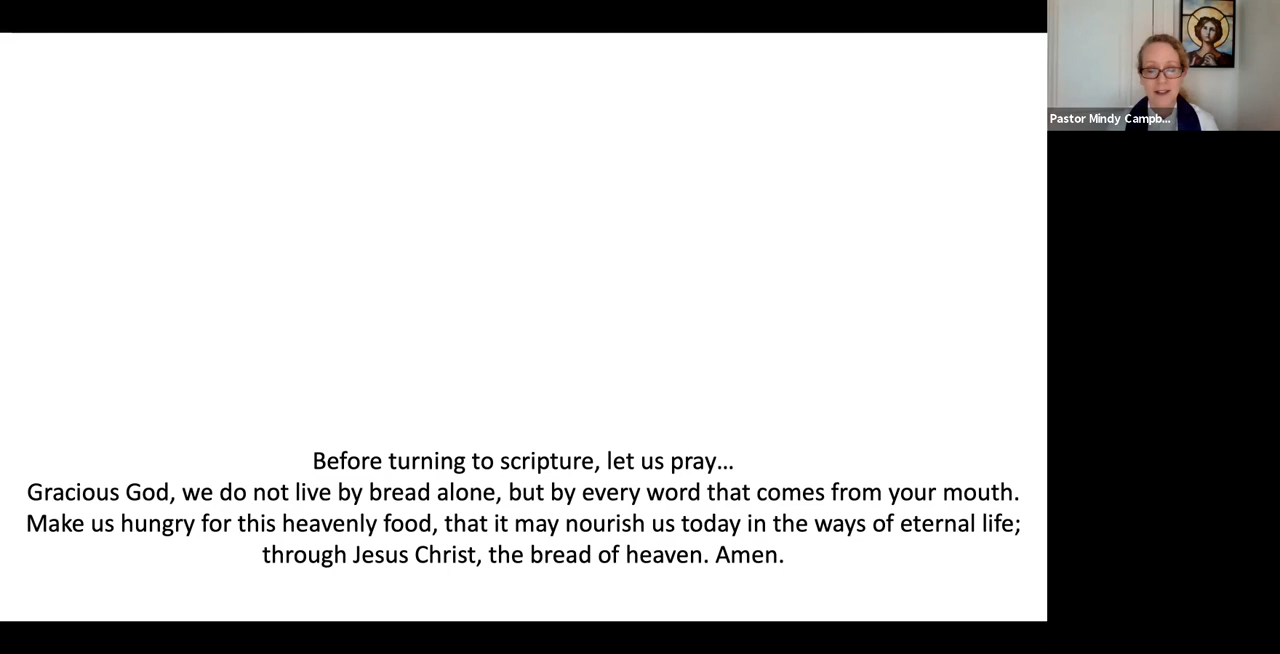 Before turning to scripture, let us pray…
Gracious God, we do not live by bread alone, but by every word that comes from your mouth.
Make us hungry for this heavenly food, that it may nourish us today in the ways of eternal life;
through Jesus Christ, the bread of heaven. Amen.
Pastor Mindy Campb...